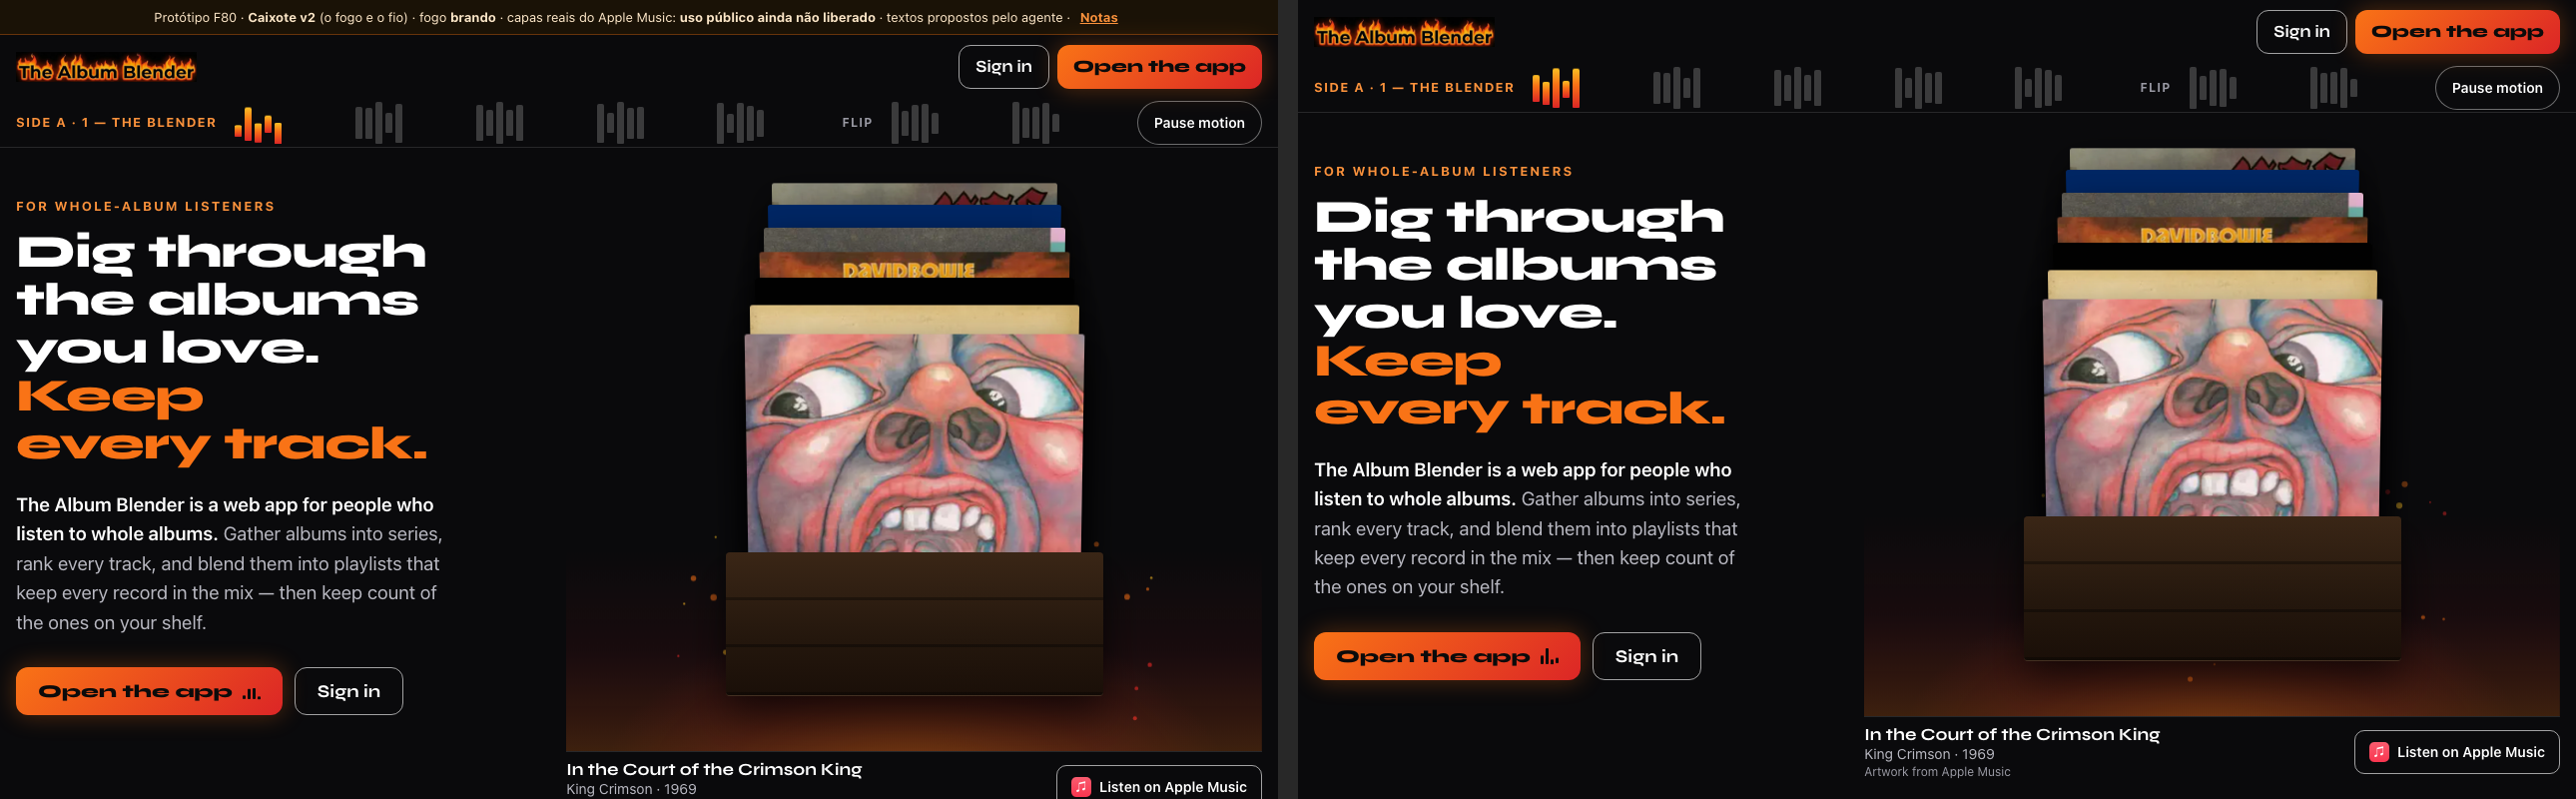 Protótipo F80 · Caixote v2 (o fogo e o fio) · fogo brando · capas reais do Apple Music: uso público ainda não liberado · textos propostos pelo agente · Notas
The Album Blender
Sign in
Open the app
SIDE A · 1 — THE BLENDER
FLIP
Pause motion
FOR WHOLE-ALBUM LISTENERS
Dig through
the albums
you love.
Keep
every track.
The Album Blender is a web app for people who
listen to whole albums. Gather albums into series,
rank every track, and blend them into playlists that
keep every record in the mix — then keep count of
the ones on your shelf.
Open the app
Sign in
DAVIDBOWIE
In the Court of the Crimson King
King Crimson · 1969
Listen on Apple Music
The Album Blender
Sign in
Open the app
SIDE A · 1 — THE BLENDER
FLIP
Pause motion
FOR WHOLE-ALBUM LISTENERS
Dig through
the albums
you love.
Keep
every track.
The Album Blender is a web app for people who
listen to whole albums. Gather albums into series,
rank every track, and blend them into playlists that
keep every record in the mix — then keep count of
the ones on your shelf.
Open the app
Sign in
DAVIDBOWIE
In the Court of the Crimson King
King Crimson · 1969
Artwork from Apple Music
Listen on Apple Music